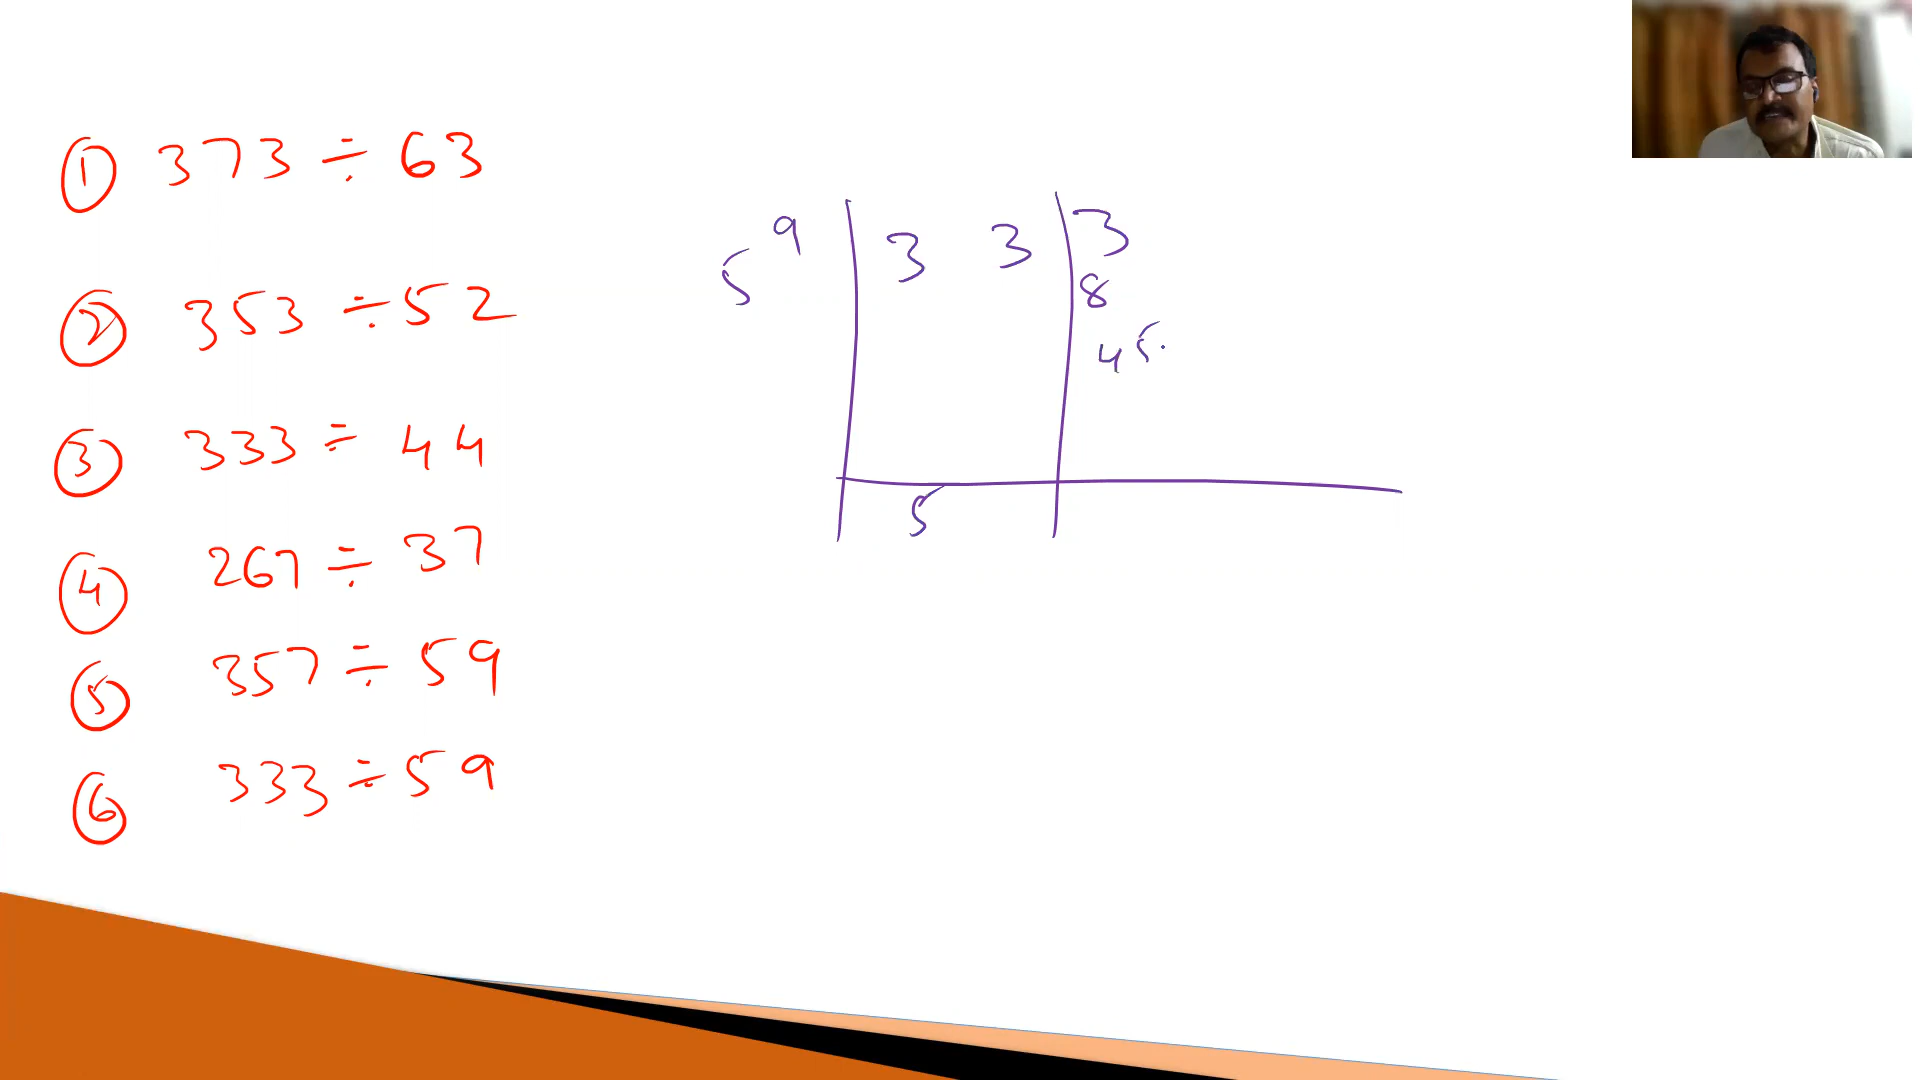 ① 373 ÷ 63
② 353 ÷ 52
③ 333 ÷ 44
④ 267 ÷ 37
⑤ 357 ÷ 59
⑥ 333 ÷ 59
5 9 3 3 3
8
4 5
5